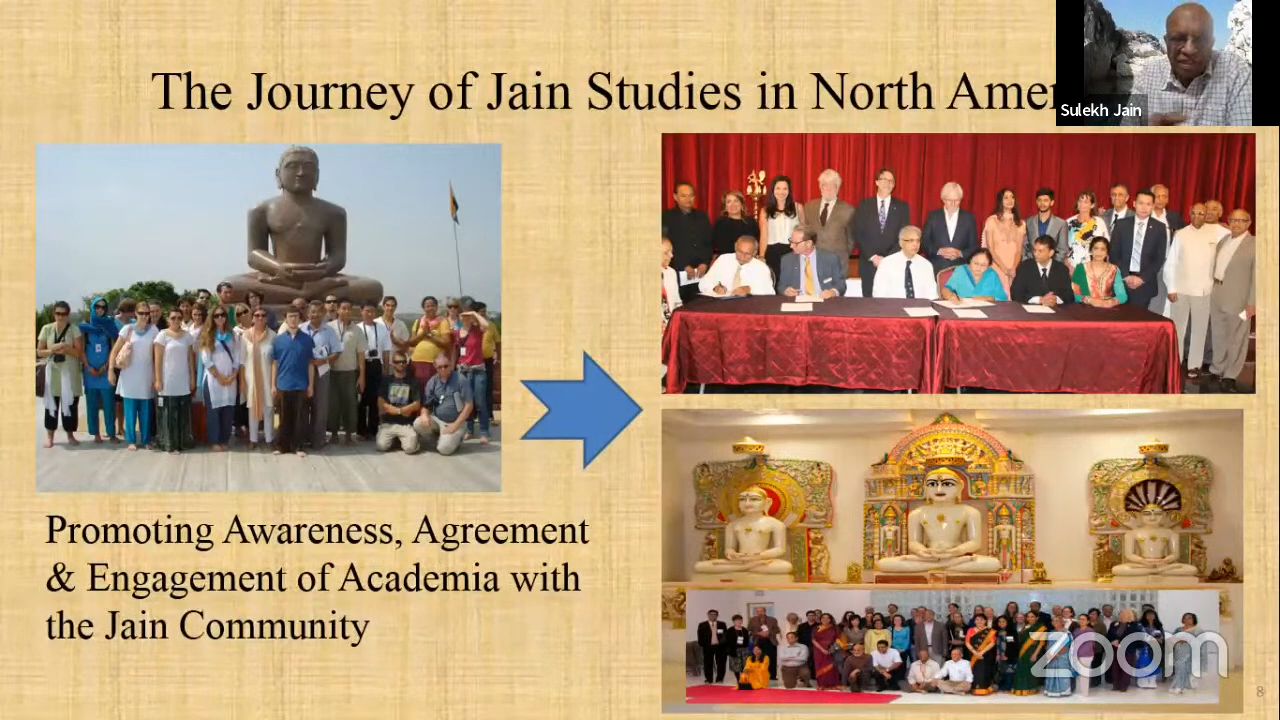 The Journey of Jain Studies in North Amer
Sulekh Jain
Promoting Awareness, Agreement
& Engagement of Academia with
the Jain Community
zoom
8